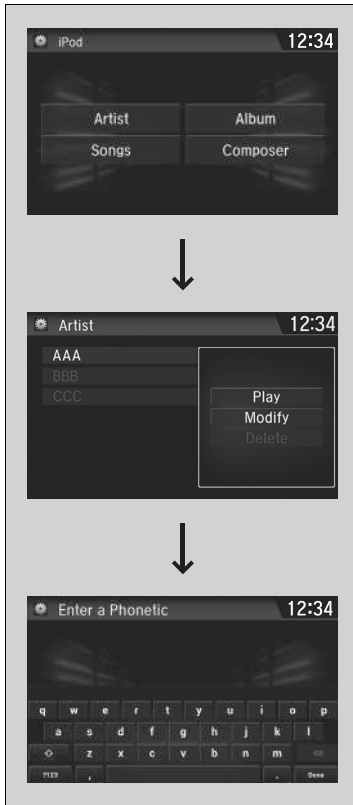 iPod 12:34
Artist Album
Songs Composer
Artist 12:34
AAA
BBB
CCC
Play
Modify
Delete
Enter a Phonetic 12:34
q w e r t y u i o p
a s d f g h j k l
z x c v b n m
?123 , . Done